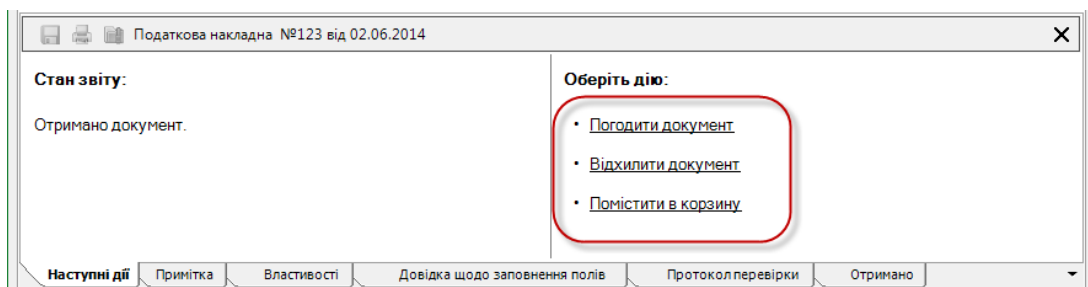 Податкова накладна №123 від 02.06.2014
Стан звіту:
Отримано документ.
Оберіть дію:
• Погодити документ
• Відхилити документ
• Помістити в корзину
Наступні дії Примітка Властивості Довідка щодо заповнення полів Протокол перевірки Отримано